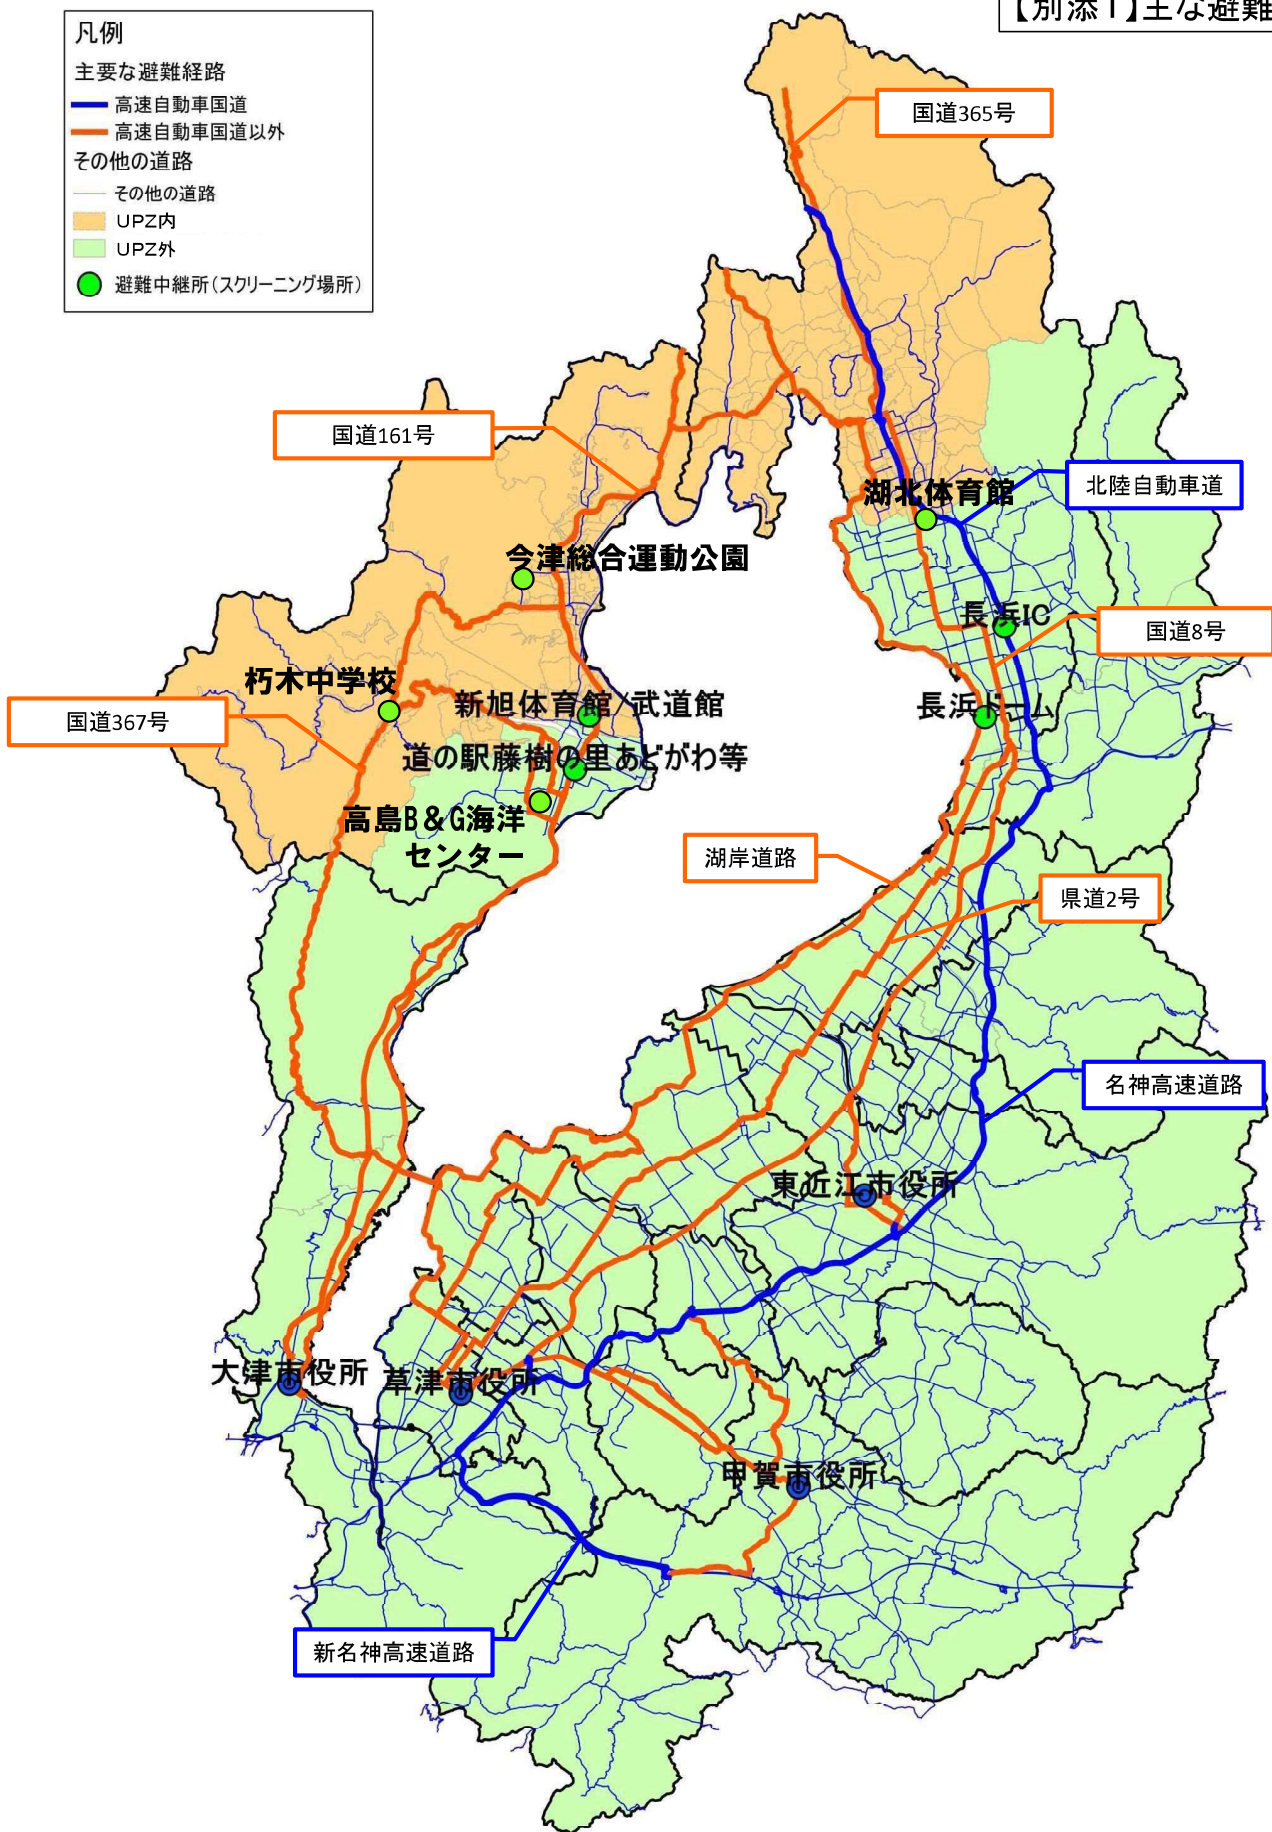 【別添1】主な避難
凡例
主要な避難経路
高速自動車国道
高速自動車国道以外
その他の道路
その他の道路
UPZ内
UPZ外
避難中継所(スクリーニング場所)
国道365号
国道161号
北陸自動車道
湖北体育館
今津総合運動公園
長浜IC
国道8号
朽木中学校
国道367号
新旭体育館/武道館
長浜ドーム
道の駅藤樹の里あどがわ等
高島B&G海洋
センター
湖岸道路
県道2号
名神高速道路
東近江市役所
大津市役所
草津市役所
甲賀市役所
新名神高速道路